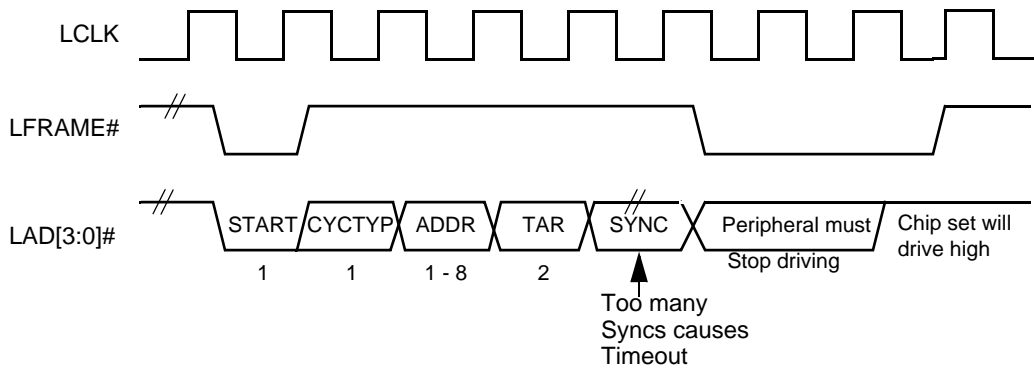 LCLK
LFRAME#
LAD[3:0]#
START CYCTYP ADDR TAR SYNC Peripheral must
Stop driving
Chip set will
drive high
1 1 1 - 8 2
Too many
Syncs causes
Timeout